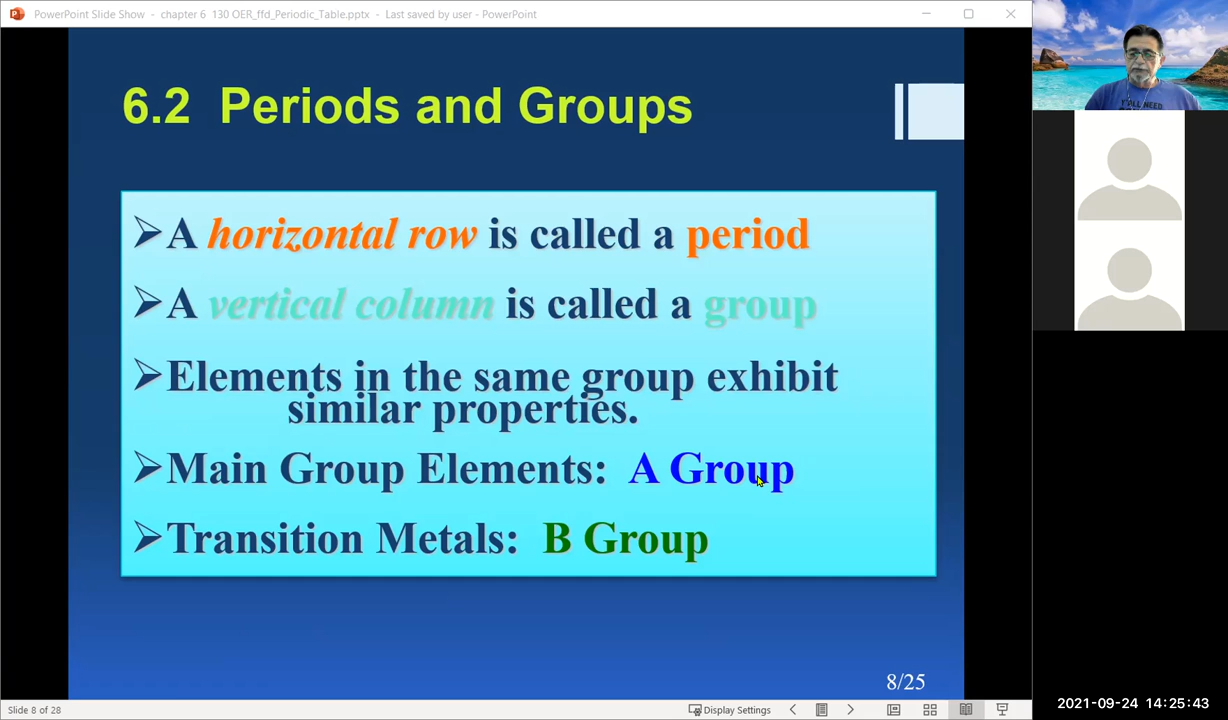 PowerPoint Slide Show - chapter 6 130 OER_ffd_Periodic_Table.pptx - Last saved by user - PowerPoint
6.2 Periods and Groups
➢A horizontal row is called a period
➢A vertical column is called a group
➢Elements in the same group exhibit
similar properties.
➢Main Group Elements: A Group
➢Transition Metals: B Group
8/25
Slide 8 of 28
Display Settings
Y'ALL NEED
2021-09-24 14:25:43